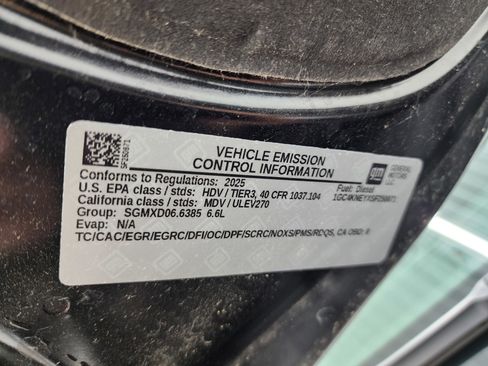 VEHICLE EMISSION
CONTROL INFORMATION
gm
GENERAL
MOTORS
LLC
Conforms to Regulations: 2025
Fuel: Diesel
U.S. EPA class / stds: HDV / TIER3, 40 CFR 1037.104
California class / stds: MDV / ULEV270
Group: SGMXD06.6385 6.6L
Evap: N/A
TC/CAC/EGR/EGRC/DFI/OC/DPF/SCRC/NOXS/PMS/RCQS, CA OBD: II